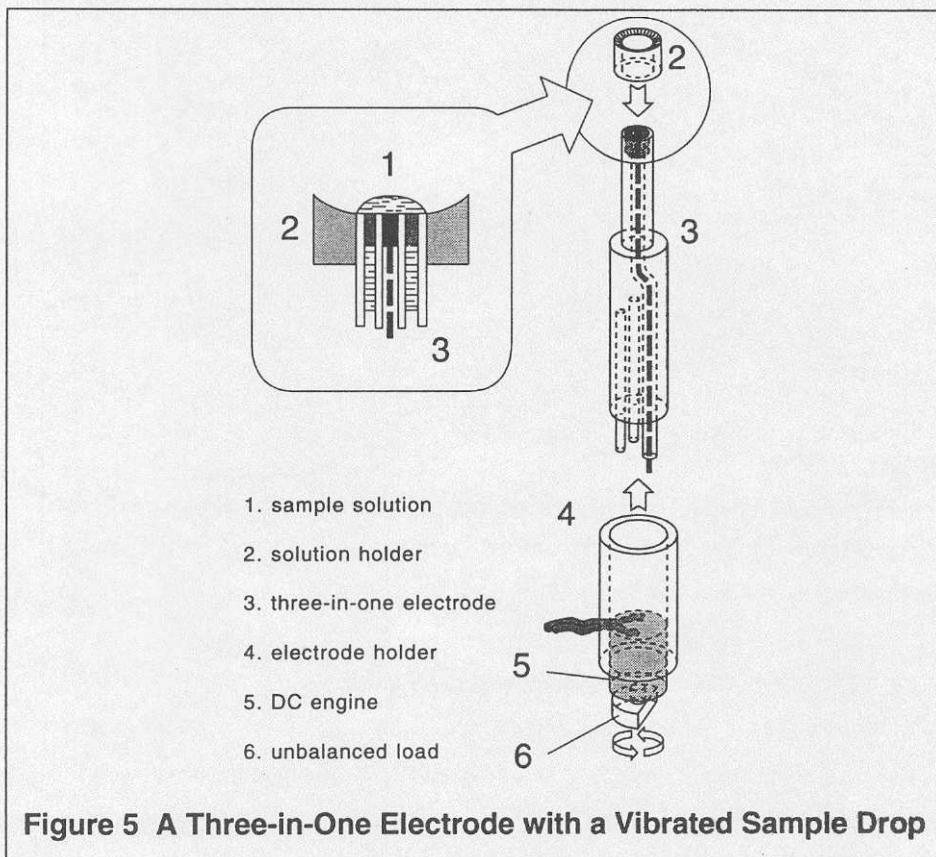 2
1
2
3
3
1. sample solution
2. solution holder
3. three-in-one electrode
4. electrode holder
5. DC engine
6. unbalanced load
4
5
6
Figure 5 A Three-in-One Electrode with a Vibrated Sample Drop